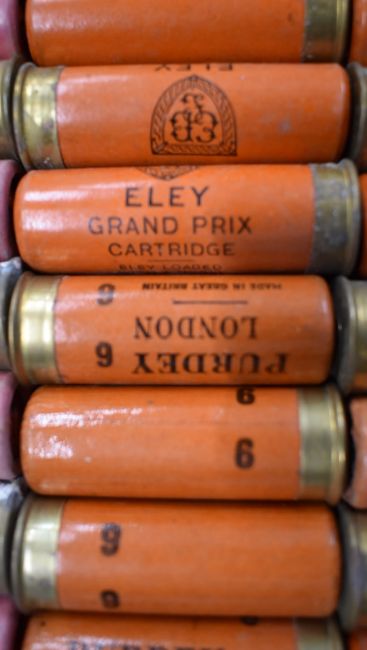 ELEY
ELEY
GRAND PRIX
CARTRIDGE
ELEY LOADED
MADE IN GREAT BRITAIN
LONDON
PURDEY
6
6
6
6
6
6